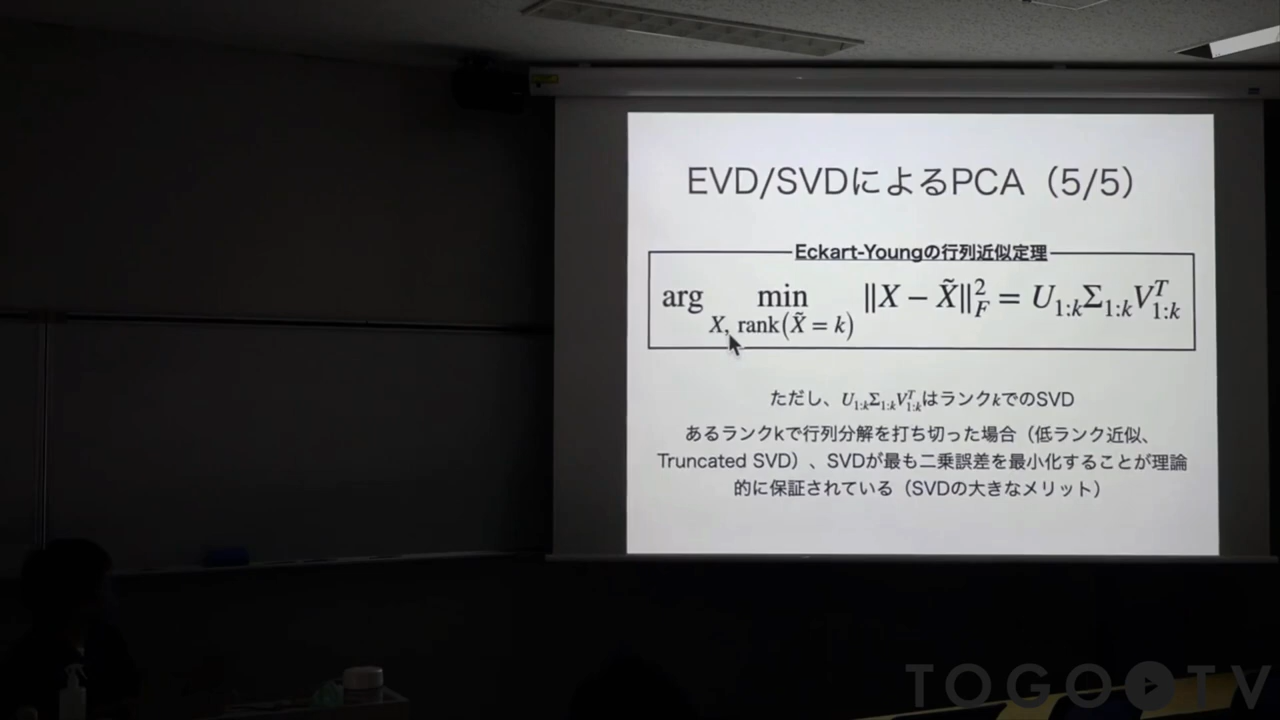 EVD/SVDによるPCA（5/5）
Eckart-Youngの行列近似定理
arg min ‖X − X̃‖²_F = U_{1:k}Σ_{1:k}V^T_{1:k}
X, rank(X̃ = k)
ただし、U_{1:k}Σ_{1:k}V^T_{1:k}はランクkでのSVD
あるランクkで行列分解を打ち切った場合（低ランク近似、
Truncated SVD）、SVDが最も二乗誤差を最小化することが理論
的に保証されている（SVDの大きなメリット）
TOGO TV